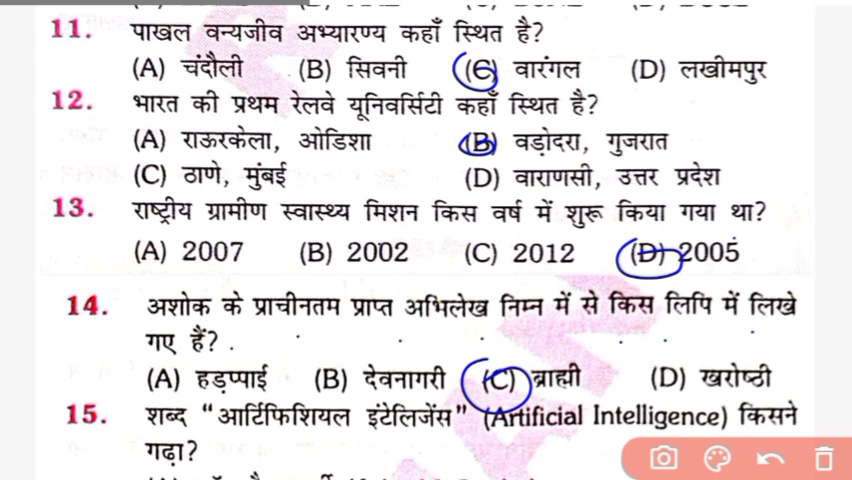 11. पाखल वन्यजीव अभ्यारण्य कहाँ स्थित है?
(A) चंदौली (B) सिवनी (C) वारंगल (D) लखीमपुर
12. भारत की प्रथम रेलवे यूनिवर्सिटी कहाँ स्थित है?
(A) राऊरकेला, ओडिशा (B) वड़ोदरा, गुजरात
(C) ठाणे, मुंबई (D) वाराणसी, उत्तर प्रदेश
13. राष्ट्रीय ग्रामीण स्वास्थ्य मिशन किस वर्ष में शुरू किया गया था?
(A) 2007 (B) 2002 (C) 2012 (D) 2005
14. अशोक के प्राचीनतम प्राप्त अभिलेख निम्न में से किस लिपि में लिखे
गए हैं?
(A) हड़प्पाई (B) देवनागरी (C) ब्राह्मी (D) खरोष्ठी
15. शब्द “आर्टिफिशियल इंटेलिजेंस” (Artificial Intelligence) किसने
गढ़ा?